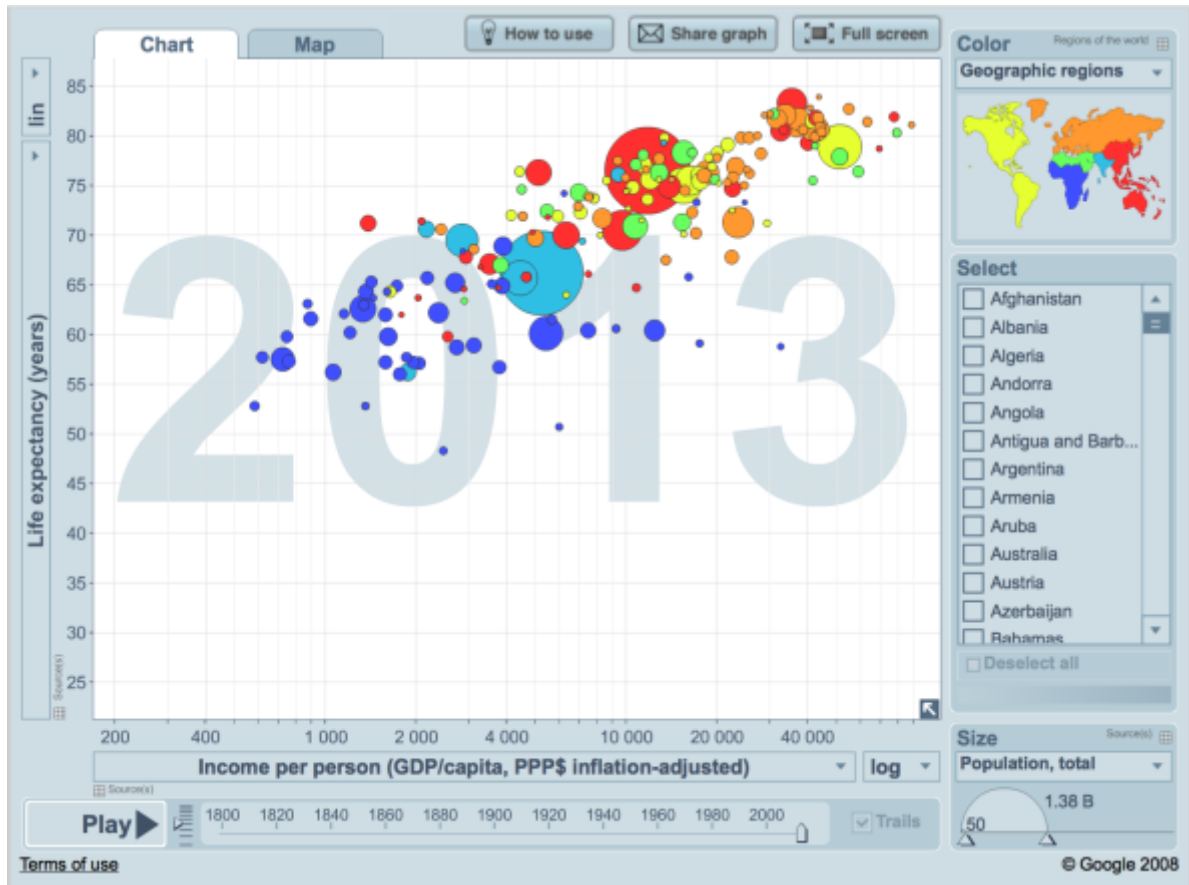 Chart
Map
How to use
Share graph
Full screen
Color
Regions of the world
Geographic regions
lin
Life expectancy (years)
Source(s)
85
80
75
70
65
60
55
50
45
40
35
30
25
2013
200
400
1 000
2 000
4 000
10 000
20 000
40 000
Income per person (GDP/capita, PPP$ inflation-adjusted)
log
Source(s)
Select
Afghanistan
Albania
Algeria
Andorra
Angola
Antigua and Barb...
Argentina
Armenia
Aruba
Australia
Austria
Azerbaijan
Bahamas
Deselect all
Size
Source(s)
Population, total
1.38 B
50
Play
1800 1820 1840 1860 1880 1900 1920 1940 1960 1980 2000
Trails
Terms of use
© Google 2008